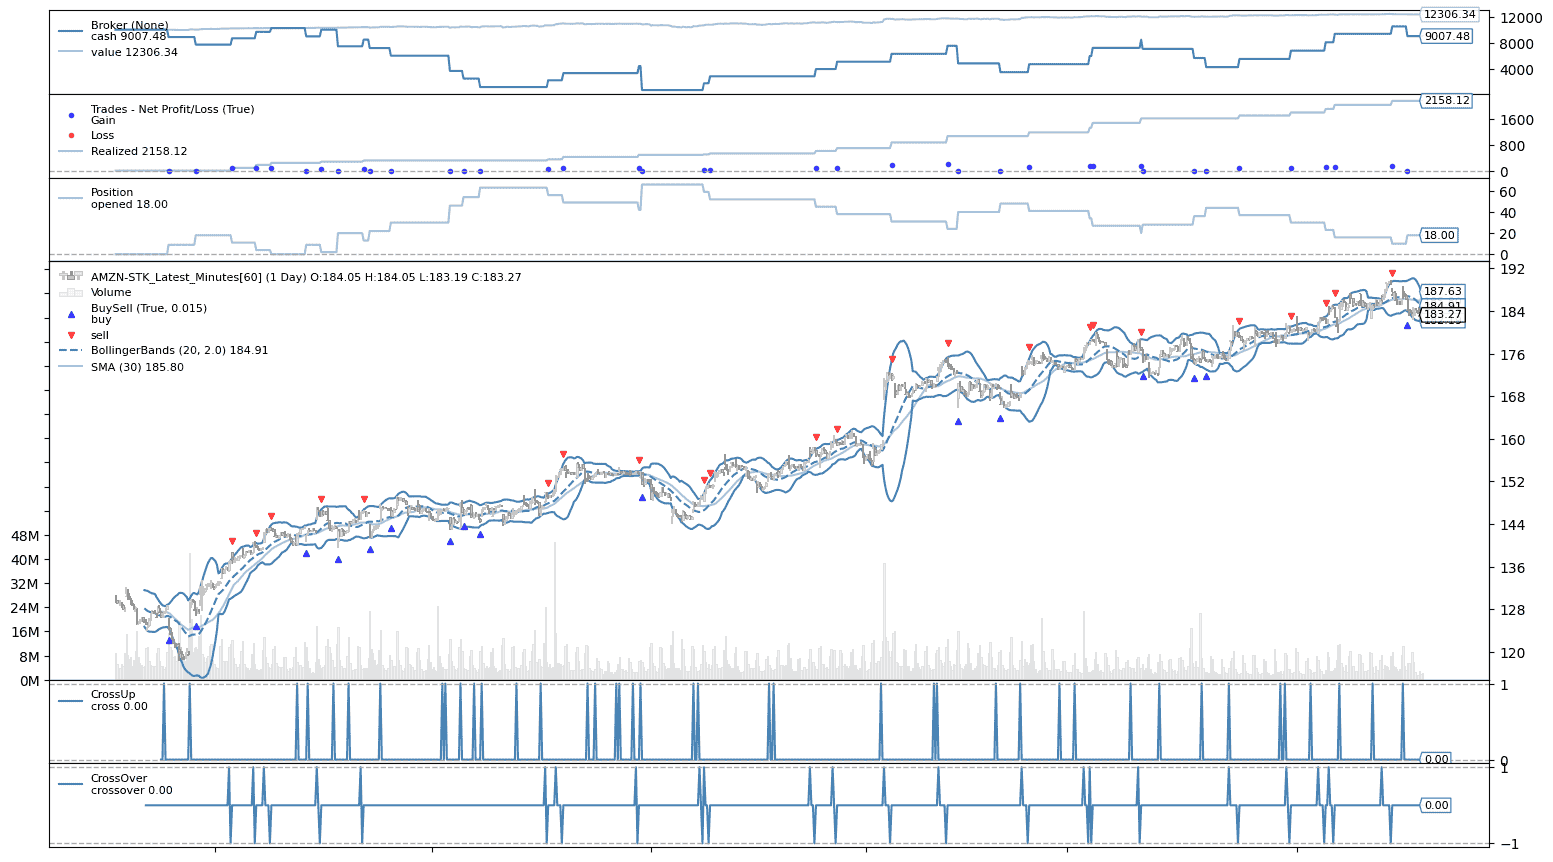 Broker (None)
cash 9007.48
value 12306.34
12306.34
9007.48
12000
8000
4000
Trades - Net Profit/Loss (True)
Gain
Loss
Realized 2158.12
2158.12
1600
800
0
Position
opened 18.00
18.00
60
40
20
0
AMZN-STK_Latest_Minutes[60] (1 Day) O:184.05 H:184.05 L:183.19 C:183.27
Volume
BuySell (True, 0.015)
buy
sell
BollingerBands (20, 2.0) 184.91
SMA (30) 185.80
187.63
184.91
183.27
192
184
176
168
160
152
144
136
128
120
48M
40M
32M
24M
16M
8M
0M
CrossUp
cross 0.00
0.00
1
0
CrossOver
crossover 0.00
0.00
1
−1